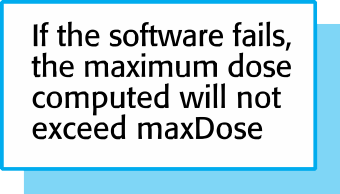 If the software fails,
the maximum dose
computed will not
exceed maxDose